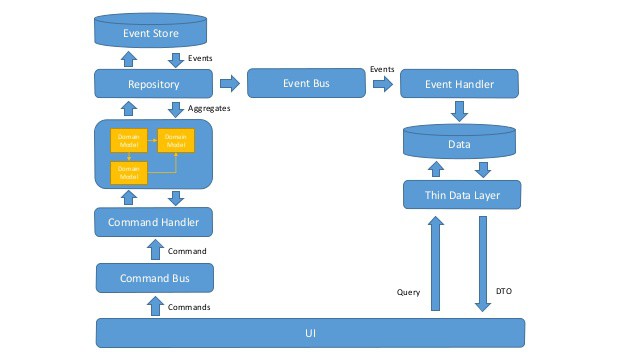 Event Store
Events
Repository
Event Bus
Events
Event Handler
Aggregates
Domain
Model
Domain
Model
Domain
Model
Data
Thin Data Layer
Command Handler
Command
Command Bus
Commands
Query
DTO
UI